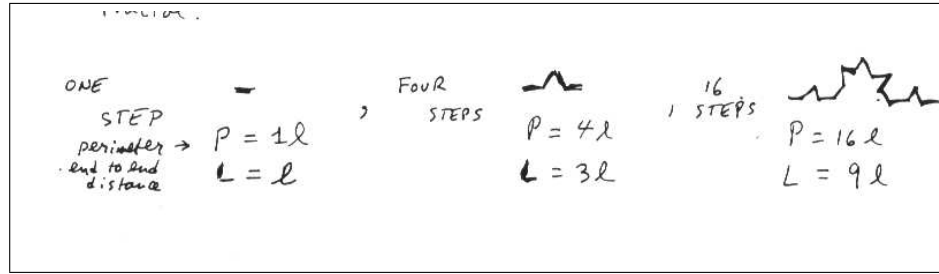 ONE STEP , FOUR STEPS , 16 STEPS
perimeter → P = 1ℓ P = 4ℓ P = 16ℓ
end to end distance L = ℓ L = 3ℓ L = 9ℓ